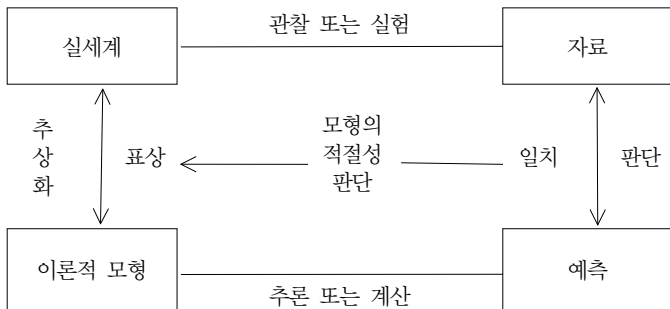 관찰 또는 실험
실세계
자료
추
상
화
표상
모형의
적절성
판단
일치
판단
이론적 모형
예측
추론 또는 계산